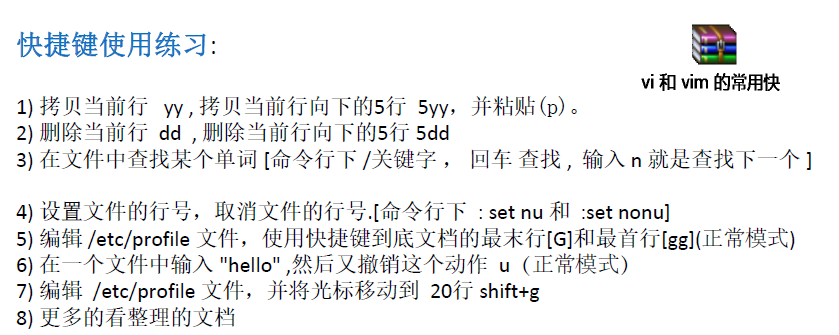 快捷键使用练习:
vi 和 vim 的常用快
1) 拷贝当前行 yy , 拷贝当前行向下的5行 5yy，并粘贴(p)。
2) 删除当前行 dd , 删除当前行向下的5行 5dd
3) 在文件中查找某个单词 [命令行下 /关键字 ， 回车 查找 , 输入 n 就是查找下一个 ]
4) 设置文件的行号，取消文件的行号.[命令行下 : set nu 和 :set nonu]
5) 编辑 /etc/profile 文件，使用快捷键到底文档的最末行[G]和最首行[gg](正常模式)
6) 在一个文件中输入 "hello" ,然后又撤销这个动作 u (正常模式)
7) 编辑 /etc/profile 文件，并将光标移动到 20行 shift+g
8) 更多的看整理的文档